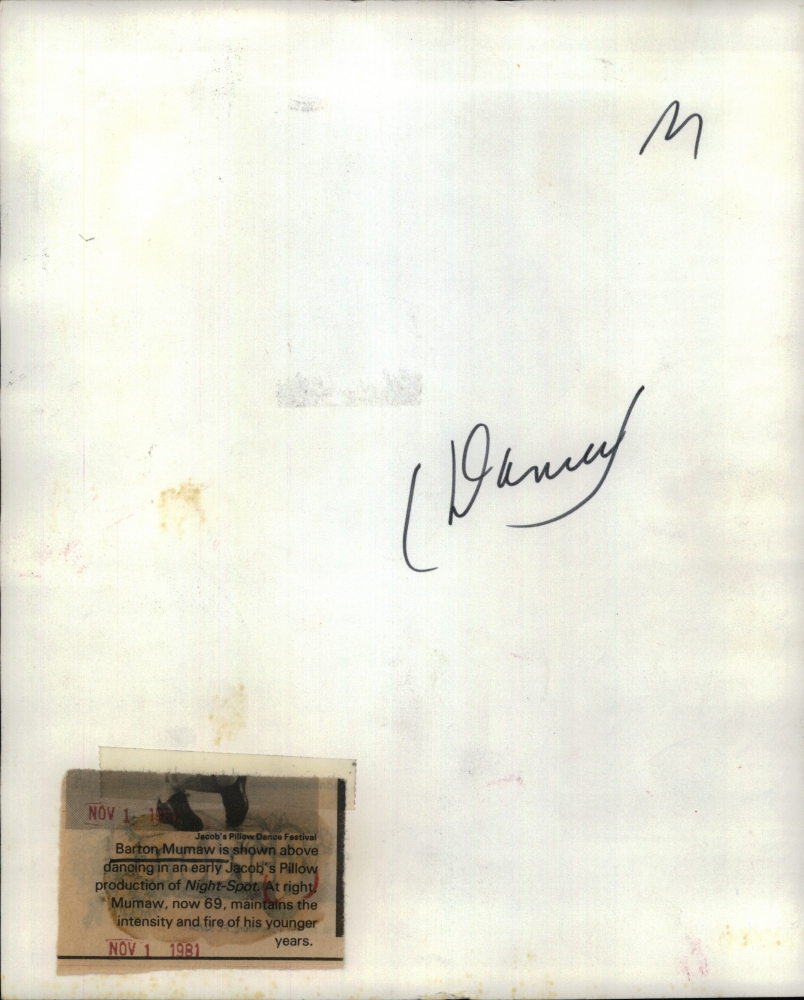 M
NOV 1
Jacob's Pillow Dance Festival
Barton Mumaw is shown above
dancing in an early Jacob's Pillow
production of Night-Spot. At right,
Mumaw, now 69, maintains the
intensity and fire of his younger
years.
NOV 1 1981